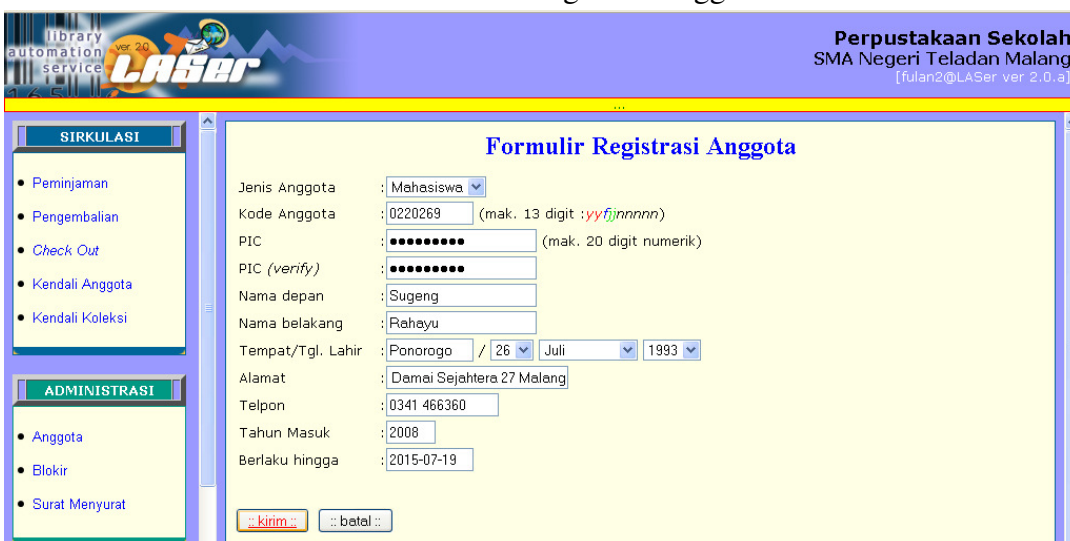 library
automation
service
ver. 2.0
LASer
Perpustakaan Sekolah
SMA Negeri Teladan Malang
[fulan2@LASer ver 2.0.a]
...
SIRKULASI
Peminjaman
Pengembalian
Check Out
Kendali Anggota
Kendali Koleksi
ADMINISTRASI
Anggota
Blokir
Surat Menyurat
Formulir Registrasi Anggota
Jenis Anggota : Mahasiswa
Kode Anggota : 0220269 (mak. 13 digit :yyfjjnnnnn)
PIC : ●●●●●●●●● (mak. 20 digit numerik)
PIC (verify) : ●●●●●●●●●
Nama depan : Sugeng
Nama belakang : Rahayu
Tempat/Tgl. Lahir : Ponorogo / 26 Juli 1993
Alamat : Damai Sejahtera 27 Malang
Telpon : 0341 466360
Tahun Masuk : 2008
Berlaku hingga : 2015-07-19
:: kirim :: :: batal ::